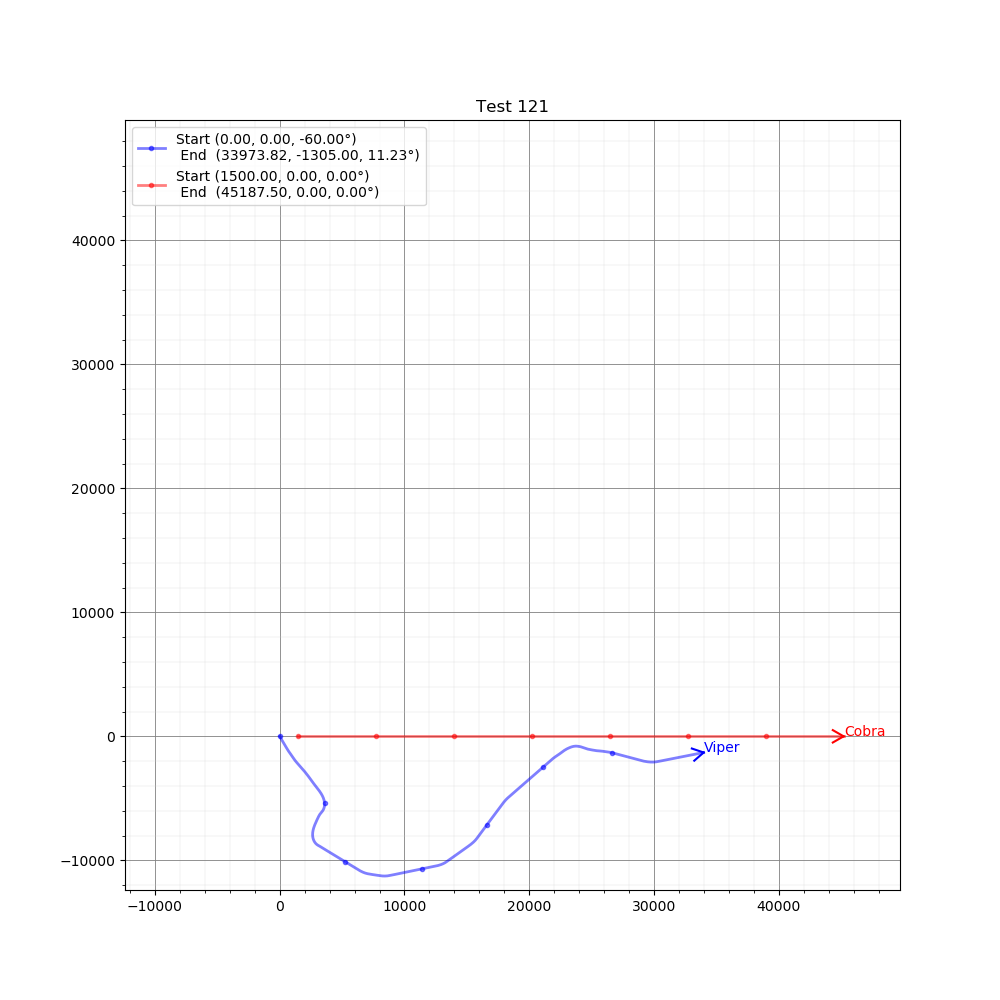 Test 121
Start (0.00, 0.00, -60.00°)
End (33973.82, -1305.00, 11.23°)
Start (1500.00, 0.00, 0.00°)
End (45187.50, 0.00, 0.00°)
40000
30000
20000
10000
0
−10000
Cobra
Viper
−10000
0
10000
20000
30000
40000